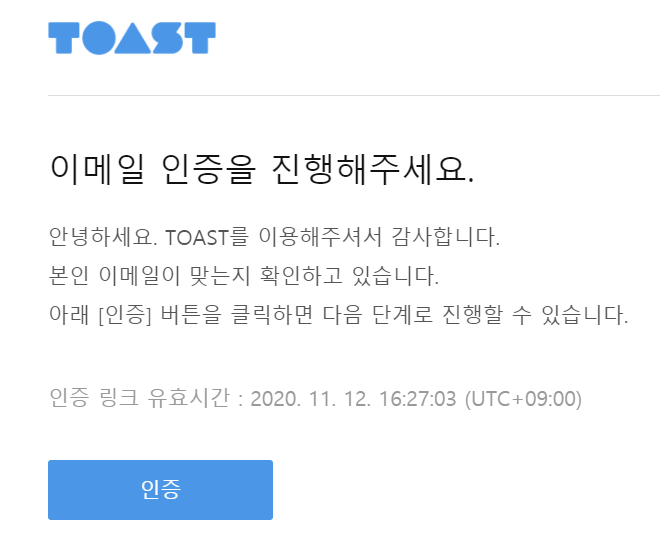 TOAST
이메일 인증을 진행해주세요.
안녕하세요. TOAST를 이용해주셔서 감사합니다.
본인 이메일이 맞는지 확인하고 있습니다.
아래 [인증] 버튼을 클릭하면 다음 단계로 진행할 수 있습니다.
인증 링크 유효시간 : 2020. 11. 12. 16:27:03 (UTC+09:00)
인증